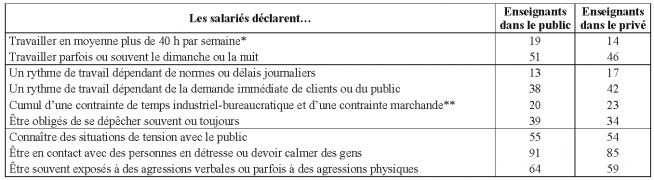 Les salariés déclarent… Enseignants dans le public Enseignants dans le privé
Travailler en moyenne plus de 40 h par semaine* 19 14
Travailler parfois ou souvent le dimanche ou la nuit 51 46
Un rythme de travail dépendant de normes ou délais journaliers 13 17
Un rythme de travail dépendant de la demande immédiate de clients ou du public 38 42
Cumul d'une contrainte de temps industriel-bureaucratique et d'une contrainte marchande** 20 23
Être obligés de se dépêcher souvent ou toujours 39 34
Connaître des situations de tension avec le public 55 54
Être en contact avec des personnes en détresse ou devoir calmer des gens 91 85
Être souvent exposés à des agressions verbales ou parfois à des agressions physiques 64 59